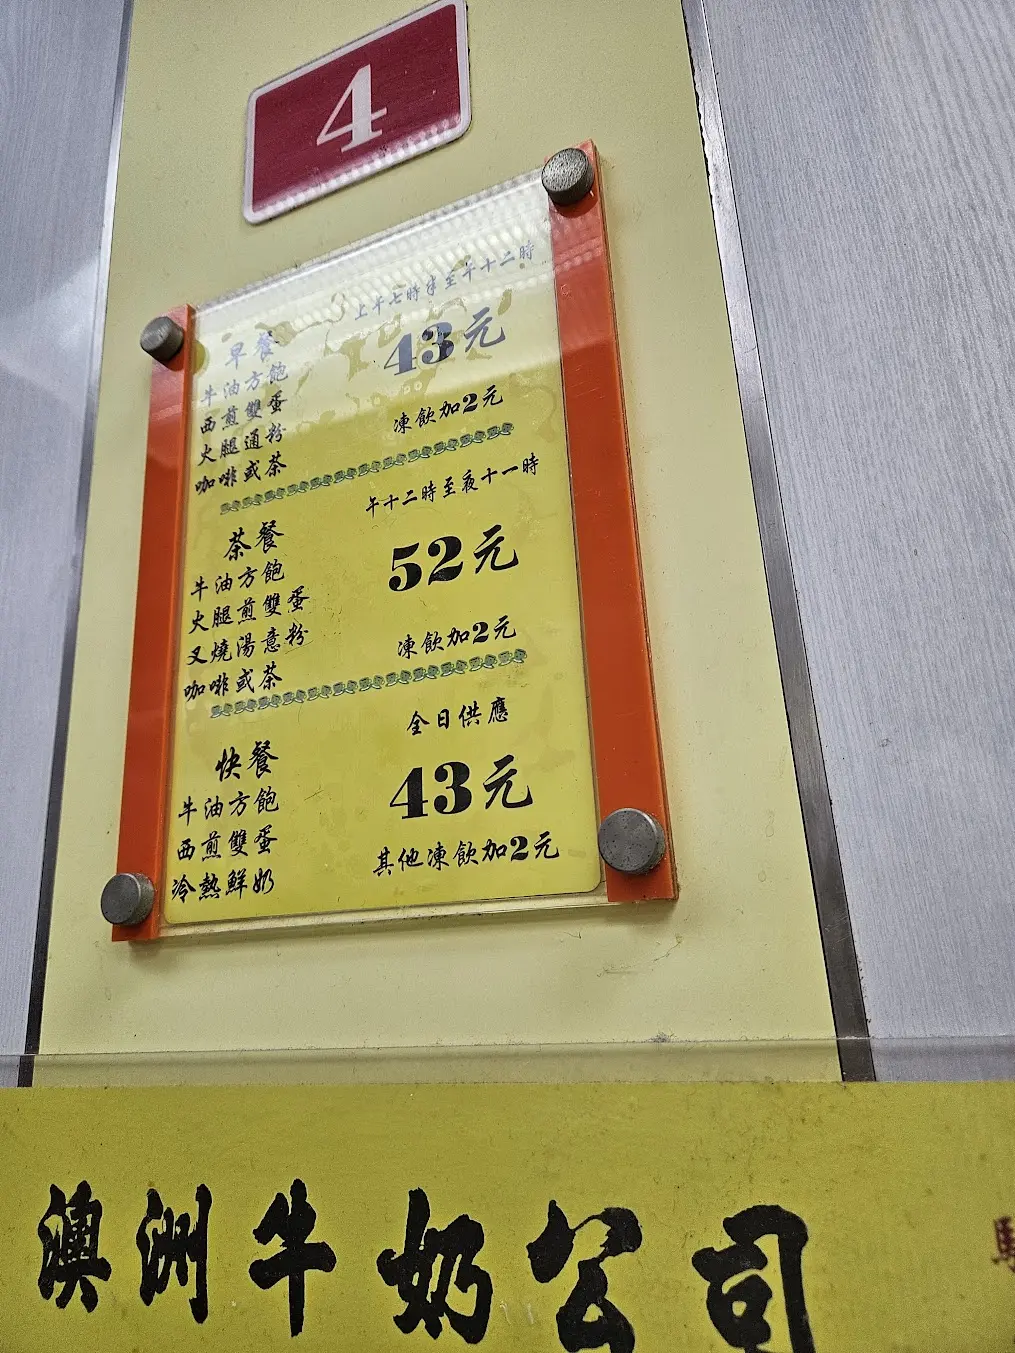 4
上午七時半至午十二時
早餐
43元
牛油方飽
西煎雙蛋
火腿通粉
凍飲加2元
咖啡或茶
午十二時至夜十一時
茶餐
52元
牛油方飽
火腿煎雙蛋
叉燒湯意粉
凍飲加2元
咖啡或茶
全日供應
快餐
43元
牛油方飽
西煎雙蛋
其他凍飲加2元
冷熱鮮奶
澳洲牛奶公司